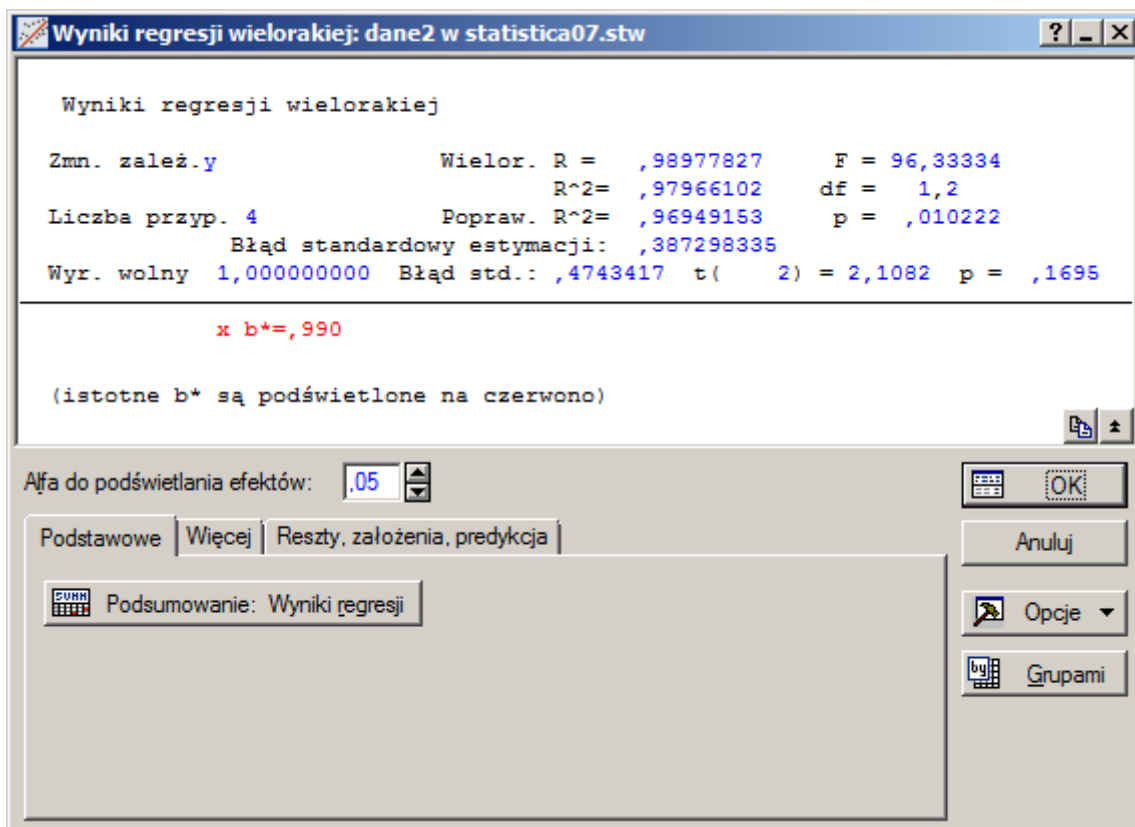 Wyniki regresji wielorakiej: dane2 w statistica07.stw
Wyniki regresji wielorakiej
Zmn. zależ.y Wielor. R = ,98977827 F = 96,33334
R^2= ,97966102 df = 1,2
Liczba przyp. 4 Popraw. R^2= ,96949153 p = ,010222
Błąd standardowy estymacji: ,387298335
Wyr. wolny 1,000000000 Błąd std.: ,4743417 t( 2) = 2,1082 p = ,1695
x b*=,990
(istotne b* są podświetlone na czerwono)
Alfa do podświetlania efektów: ,05
OK
Podstawowe Więcej Reszty, założenia, predykcja
Anuluj
SUMM Podsumowanie: Wyniki regresji
Opcje
by Grupami